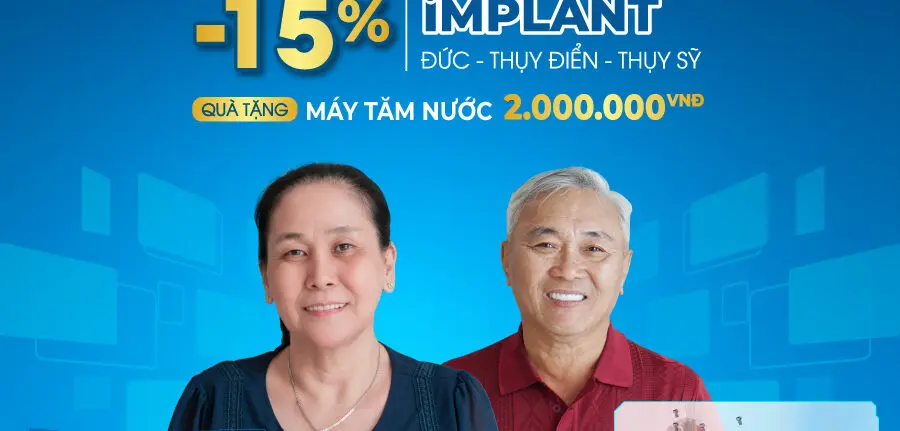 -15%
iMPLANT
ĐỨC - THỤY ĐIỂN - THỤY SỸ
QUÀ TẶNG MÁY TĂM NƯỚC 2.000.000VNĐ